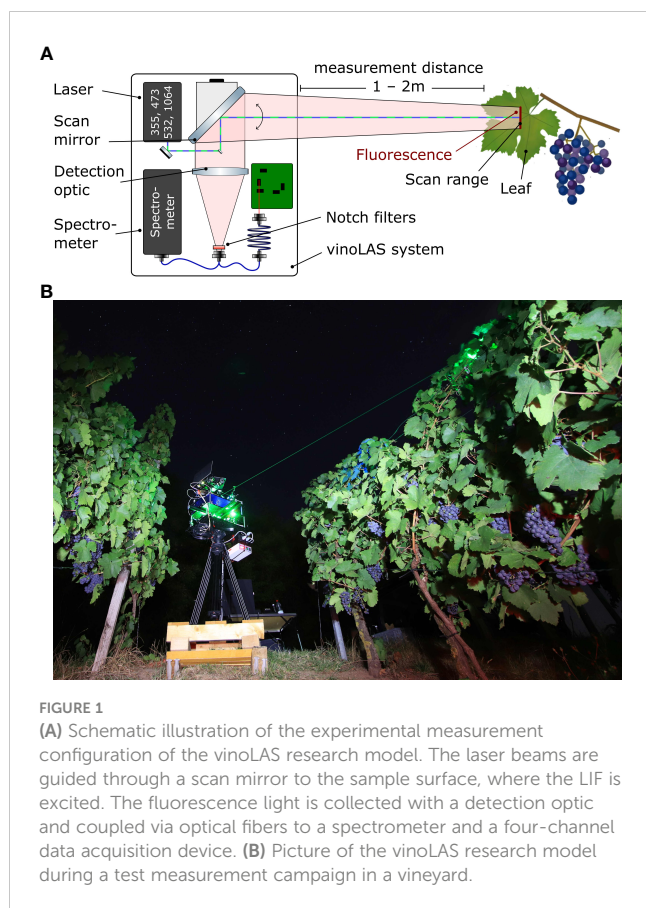 A
Laser
355, 473
532, 1064
measurement distance
1 – 2m
Scan
mirror
Fluorescence
Detection
optic
Scan range
Leaf
Spectro-
meter
Spectro-
meter
Notch filters
vinoLAS system
B
FIGURE 1
(A) Schematic illustration of the experimental measurement
configuration of the vinoLAS research model. The laser beams are
guided through a scan mirror to the sample surface, where the LIF is
excited. The fluorescence light is collected with a detection optic
and coupled via optical fibers to a spectrometer and a four-channel
data acquisition device. (B) Picture of the vinoLAS research model
during a test measurement campaign in a vineyard.